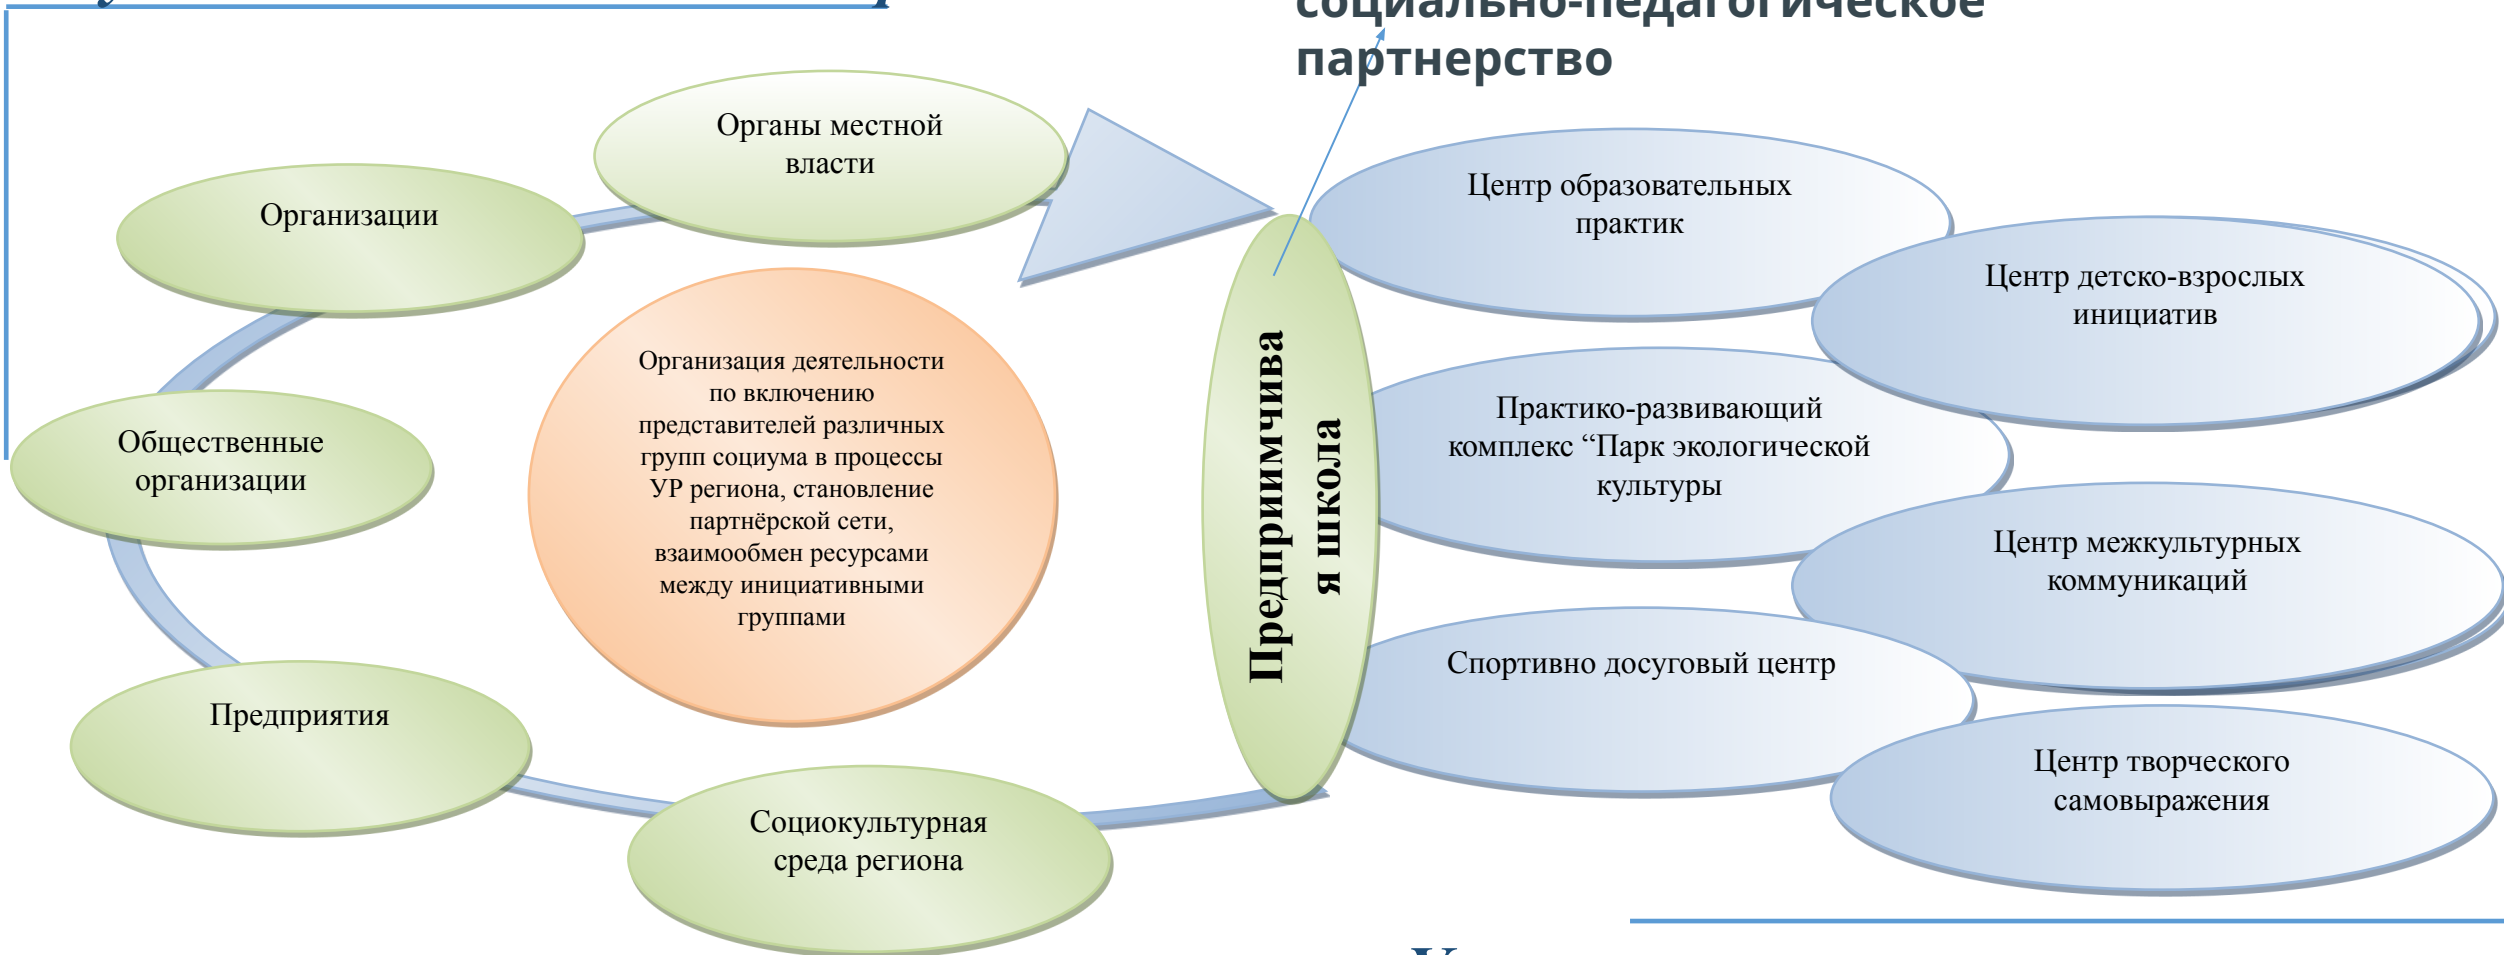 социально-педагогическое
партнерство
Органы местной
власти
Организации
Общественные
организации
Предприятия
Социокультурная
среда региона
Организация деятельности
по включению
представителей различных
групп социума в процессы
УР региона, становление
партнёрской сети,
взаимообмен ресурсами
между инициативными
группами
Предприимчива
я школа
Центр образовательных
практик
Центр детско-взрослых
инициатив
Практико-развивающий
комплекс “Парк экологической
культуры
Центр межкультурных
коммуникаций
Спортивно досуговый центр
Центр творческого
самовыражения